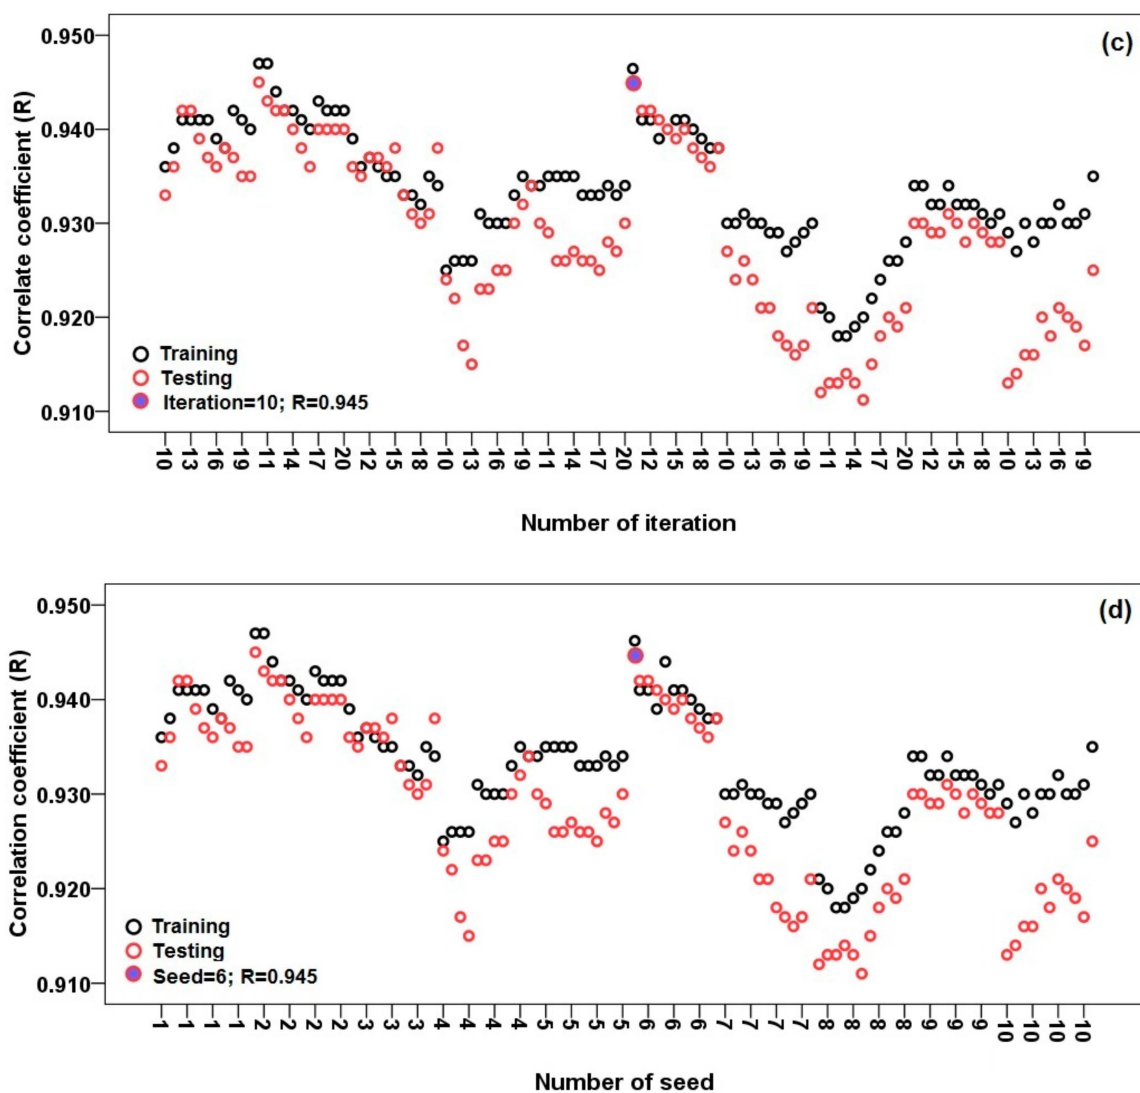 (c)
Correlate coefficient (R)
0.950
0.940
0.930
0.920
0.910
Training
Testing
Iteration=10; R=0.945
10 13 16 19 11 14 17 20 12 15 18 10 13 16 19 11 14 17 20 12 15 18 10 13 16 19 11 14 17 20 12 15 18 10 13 16 19
Number of iteration
(d)
Correlation coefficient (R)
0.950
0.940
0.930
0.920
0.910
Training
Testing
Seed=6; R=0.945
1 1 1 1 2 2 2 2 3 3 3 4 4 4 4 5 5 5 5 6 6 6 7 7 7 7 8 8 8 8 9 9 9 10 10 10 10
Number of seed